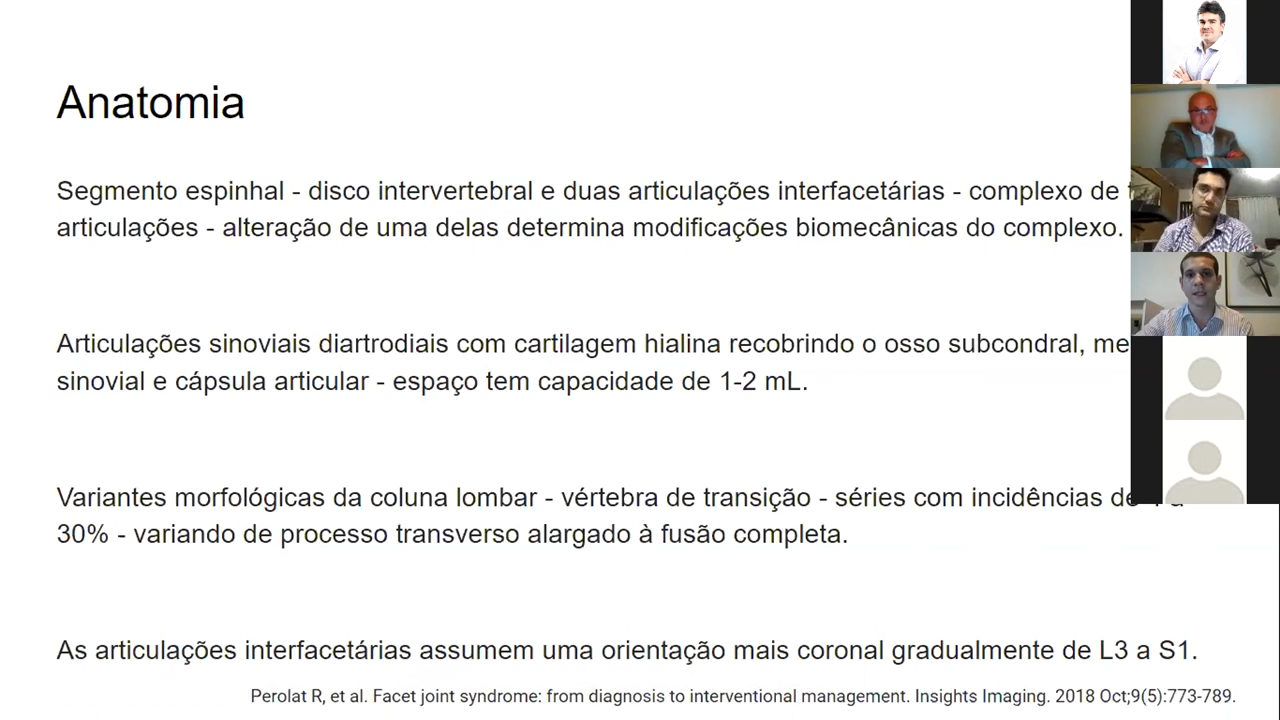 Anatomia
Segmento espinhal - disco intervertebral e duas articulações interfacetárias - complexo de
articulações - alteração de uma delas determina modificações biomecânicas do complexo.
Articulações sinoviais diartrodiais com cartilagem hialina recobrindo o osso subcondral,
sinovial e cápsula articular - espaço tem capacidade de 1-2 mL.
Variantes morfológicas da coluna lombar - vértebra de transição - séries com incidências de
30% - variando de processo transverso alargado à fusão completa.
As articulações interfacetárias assumem uma orientação mais coronal gradualmente de L3 a S1.
Perolat R, et al. Facet joint syndrome: from diagnosis to interventional management. Insights Imaging. 2018 Oct;9(5):773-789.